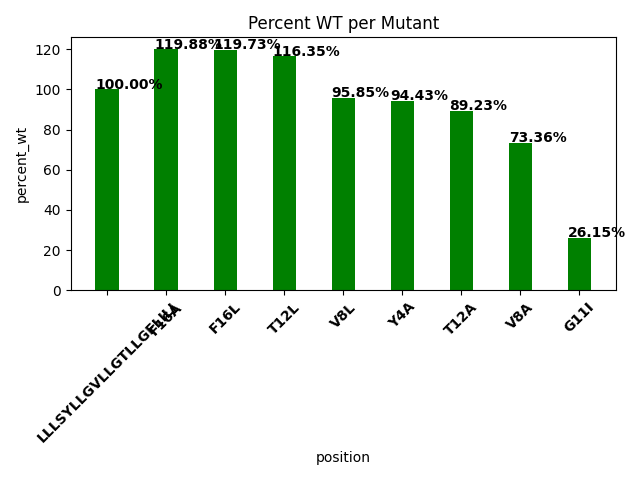 Percent WT per Mutant
percent_wt
120
100
80
60
40
20
0
100.00%
119.88%
119.73%
116.35%
95.85%
94.43%
89.23%
73.36%
26.15%
F16A
F16L
T12L
V8L
Y4A
T12A
V8A
G11I
position